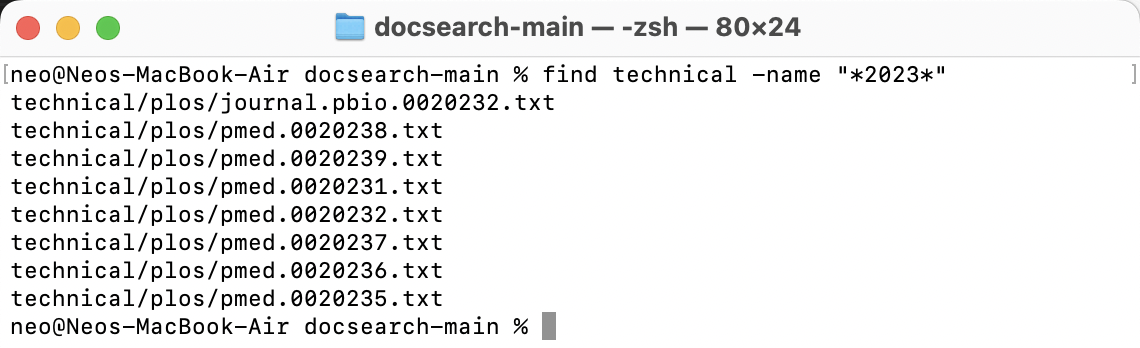 docsearch-main — -zsh — 80×24
neo@Neos-MacBook-Air docsearch-main % find technical -name "*2023*"
technical/plos/journal.pbio.0020232.txt
technical/plos/pmed.0020238.txt
technical/plos/pmed.0020239.txt
technical/plos/pmed.0020231.txt
technical/plos/pmed.0020232.txt
technical/plos/pmed.0020237.txt
technical/plos/pmed.0020236.txt
technical/plos/pmed.0020235.txt
neo@Neos-MacBook-Air docsearch-main %